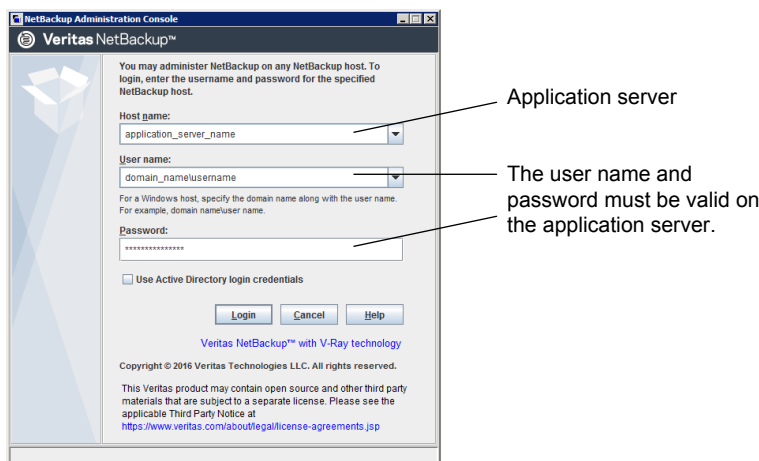 NetBackup Administration Console
Veritas NetBackup™
You may administer NetBackup on any NetBackup host. To
login, enter the username and password for the specified
NetBackup host.
Host name:
application_server_name
User name:
domain_name\username
For a Windows host, specify the domain name along with the user name.
For example, domain name\user name.
Password:
***************
Use Active Directory login credentials
Login Cancel Help
Veritas NetBackup™ with V-Ray technology
Copyright © 2016 Veritas Technologies LLC. All rights reserved.
This Veritas product may contain open source and other third party
materials that are subject to a separate license. Please see the
applicable Third Party Notice at
https://www.veritas.com/about/legal/license-agreements.jsp
Application server
The user name and
password must be valid on
the application server.